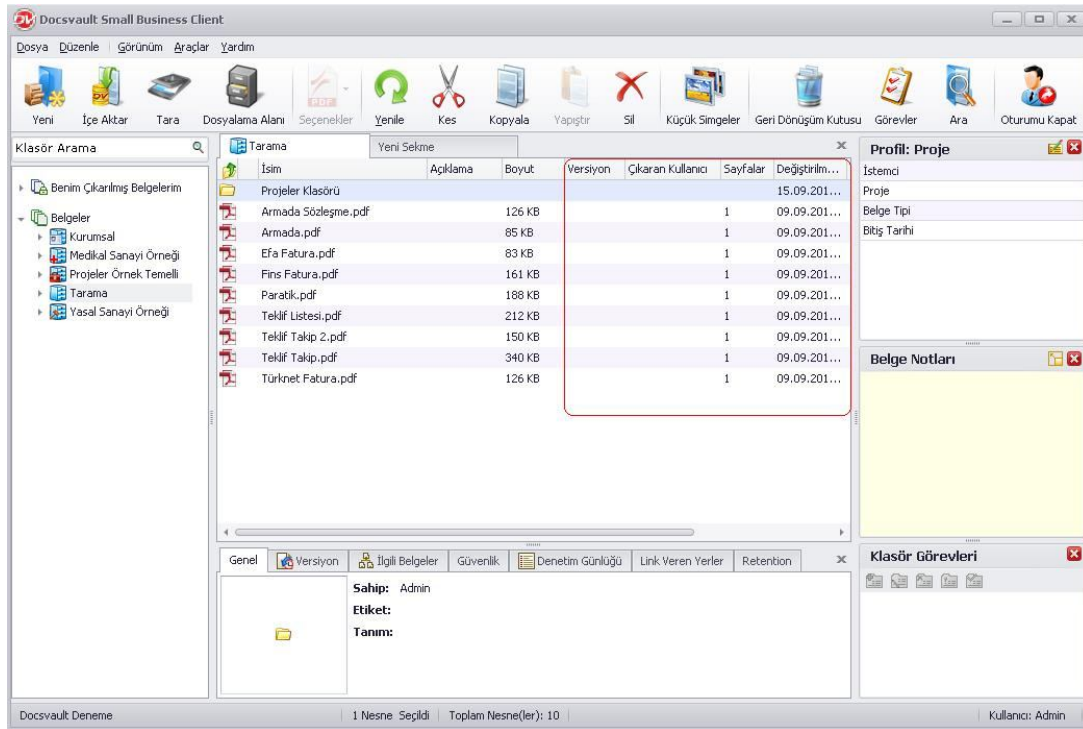 Docsvault Small Business Client
Dosya Düzenle Görünüm Araçlar Yardım
Yeni İçe Aktar Tara Dosyalama Alanı Seçenekler Yenile Kes Kopyala Yapıştır Sil Küçük Simgeler Geri Dönüşüm Kutusu Görevler Ara Oturumu Kapat
Klasör Arama
Benim Çıkarılmış Belgelerim
Belgeler
Kurumsal
Medikal Sanayi Örneği
Projeler Örnek Temelli
Tarama
Yasal Sanayi Örneği
Tarama Yeni Sekme
İsim Açıklama Boyut Versiyon Çıkaran Kullanıcı Sayfalar Değiştirilm...
Projeler Klasörü 15.09.201...
Armada Sözleşme.pdf 126 KB 1 09.09.201...
Armada.pdf 85 KB 1 09.09.201...
Efa Fatura.pdf 83 KB 1 09.09.201...
Fins Fatura.pdf 161 KB 1 09.09.201...
Paratik.pdf 188 KB 1 09.09.201...
Teklif Listesi.pdf 212 KB 1 09.09.201...
Teklif Takip 2.pdf 150 KB 1 09.09.201...
Teklif Takip.pdf 340 KB 1 09.09.201...
Türknet Fatura.pdf 126 KB 1 09.09.201...
Genel Versiyon İlgili Belgeler Güvenlik Denetim Günlüğü Link Veren Yerler Retention
Sahip: Admin
Etiket:
Tanım:
Profil: Proje
İstemci
Proje
Belge Tipi
Bitiş Tarihi
Belge Notları
Klasör Görevleri
Docsvault Deneme 1 Nesne Seçildi Toplam Nesne(ler): 10 Kullanıcı: Admin